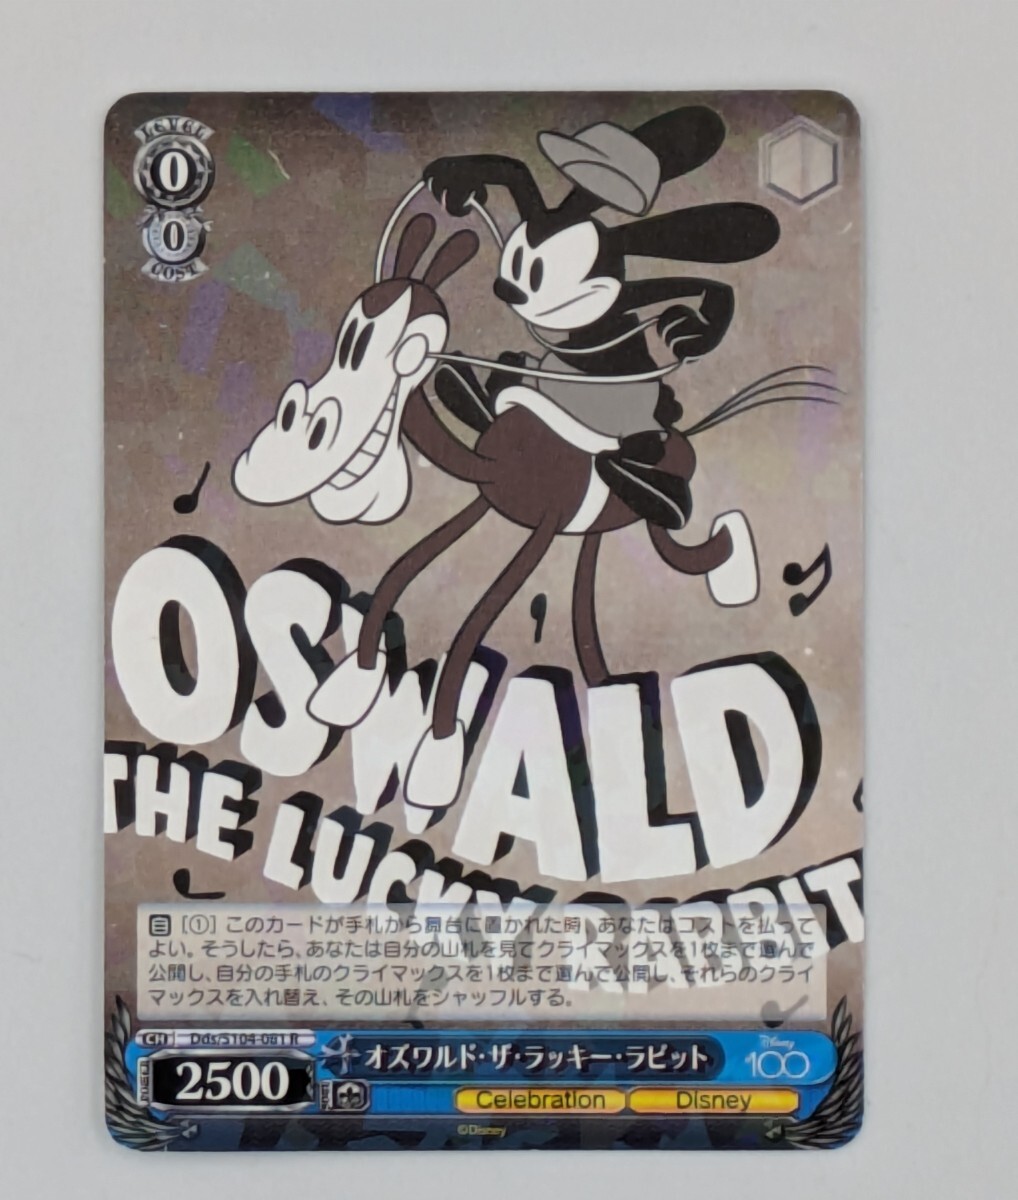 LEVEL
0
0
COST
OSWALD
THE LUCKY RABBIT
自 [①] このカードが手札から舞台に置かれた時、あなたはコストを払って
よい。そうしたら、あなたは自分の山札を見てクライマックスを1枚まで選んで
公開し、自分の手札のクライマックスを1枚まで選んで公開し、それらのクライ
マックスを入れ替え、その山札をシャッフルする。
CH Dds/S104-081 R
オズワルド・ザ・ラッキー・ラビット
Disney
100
POWER
2500
SOUL
Celebration
Disney
©Disney